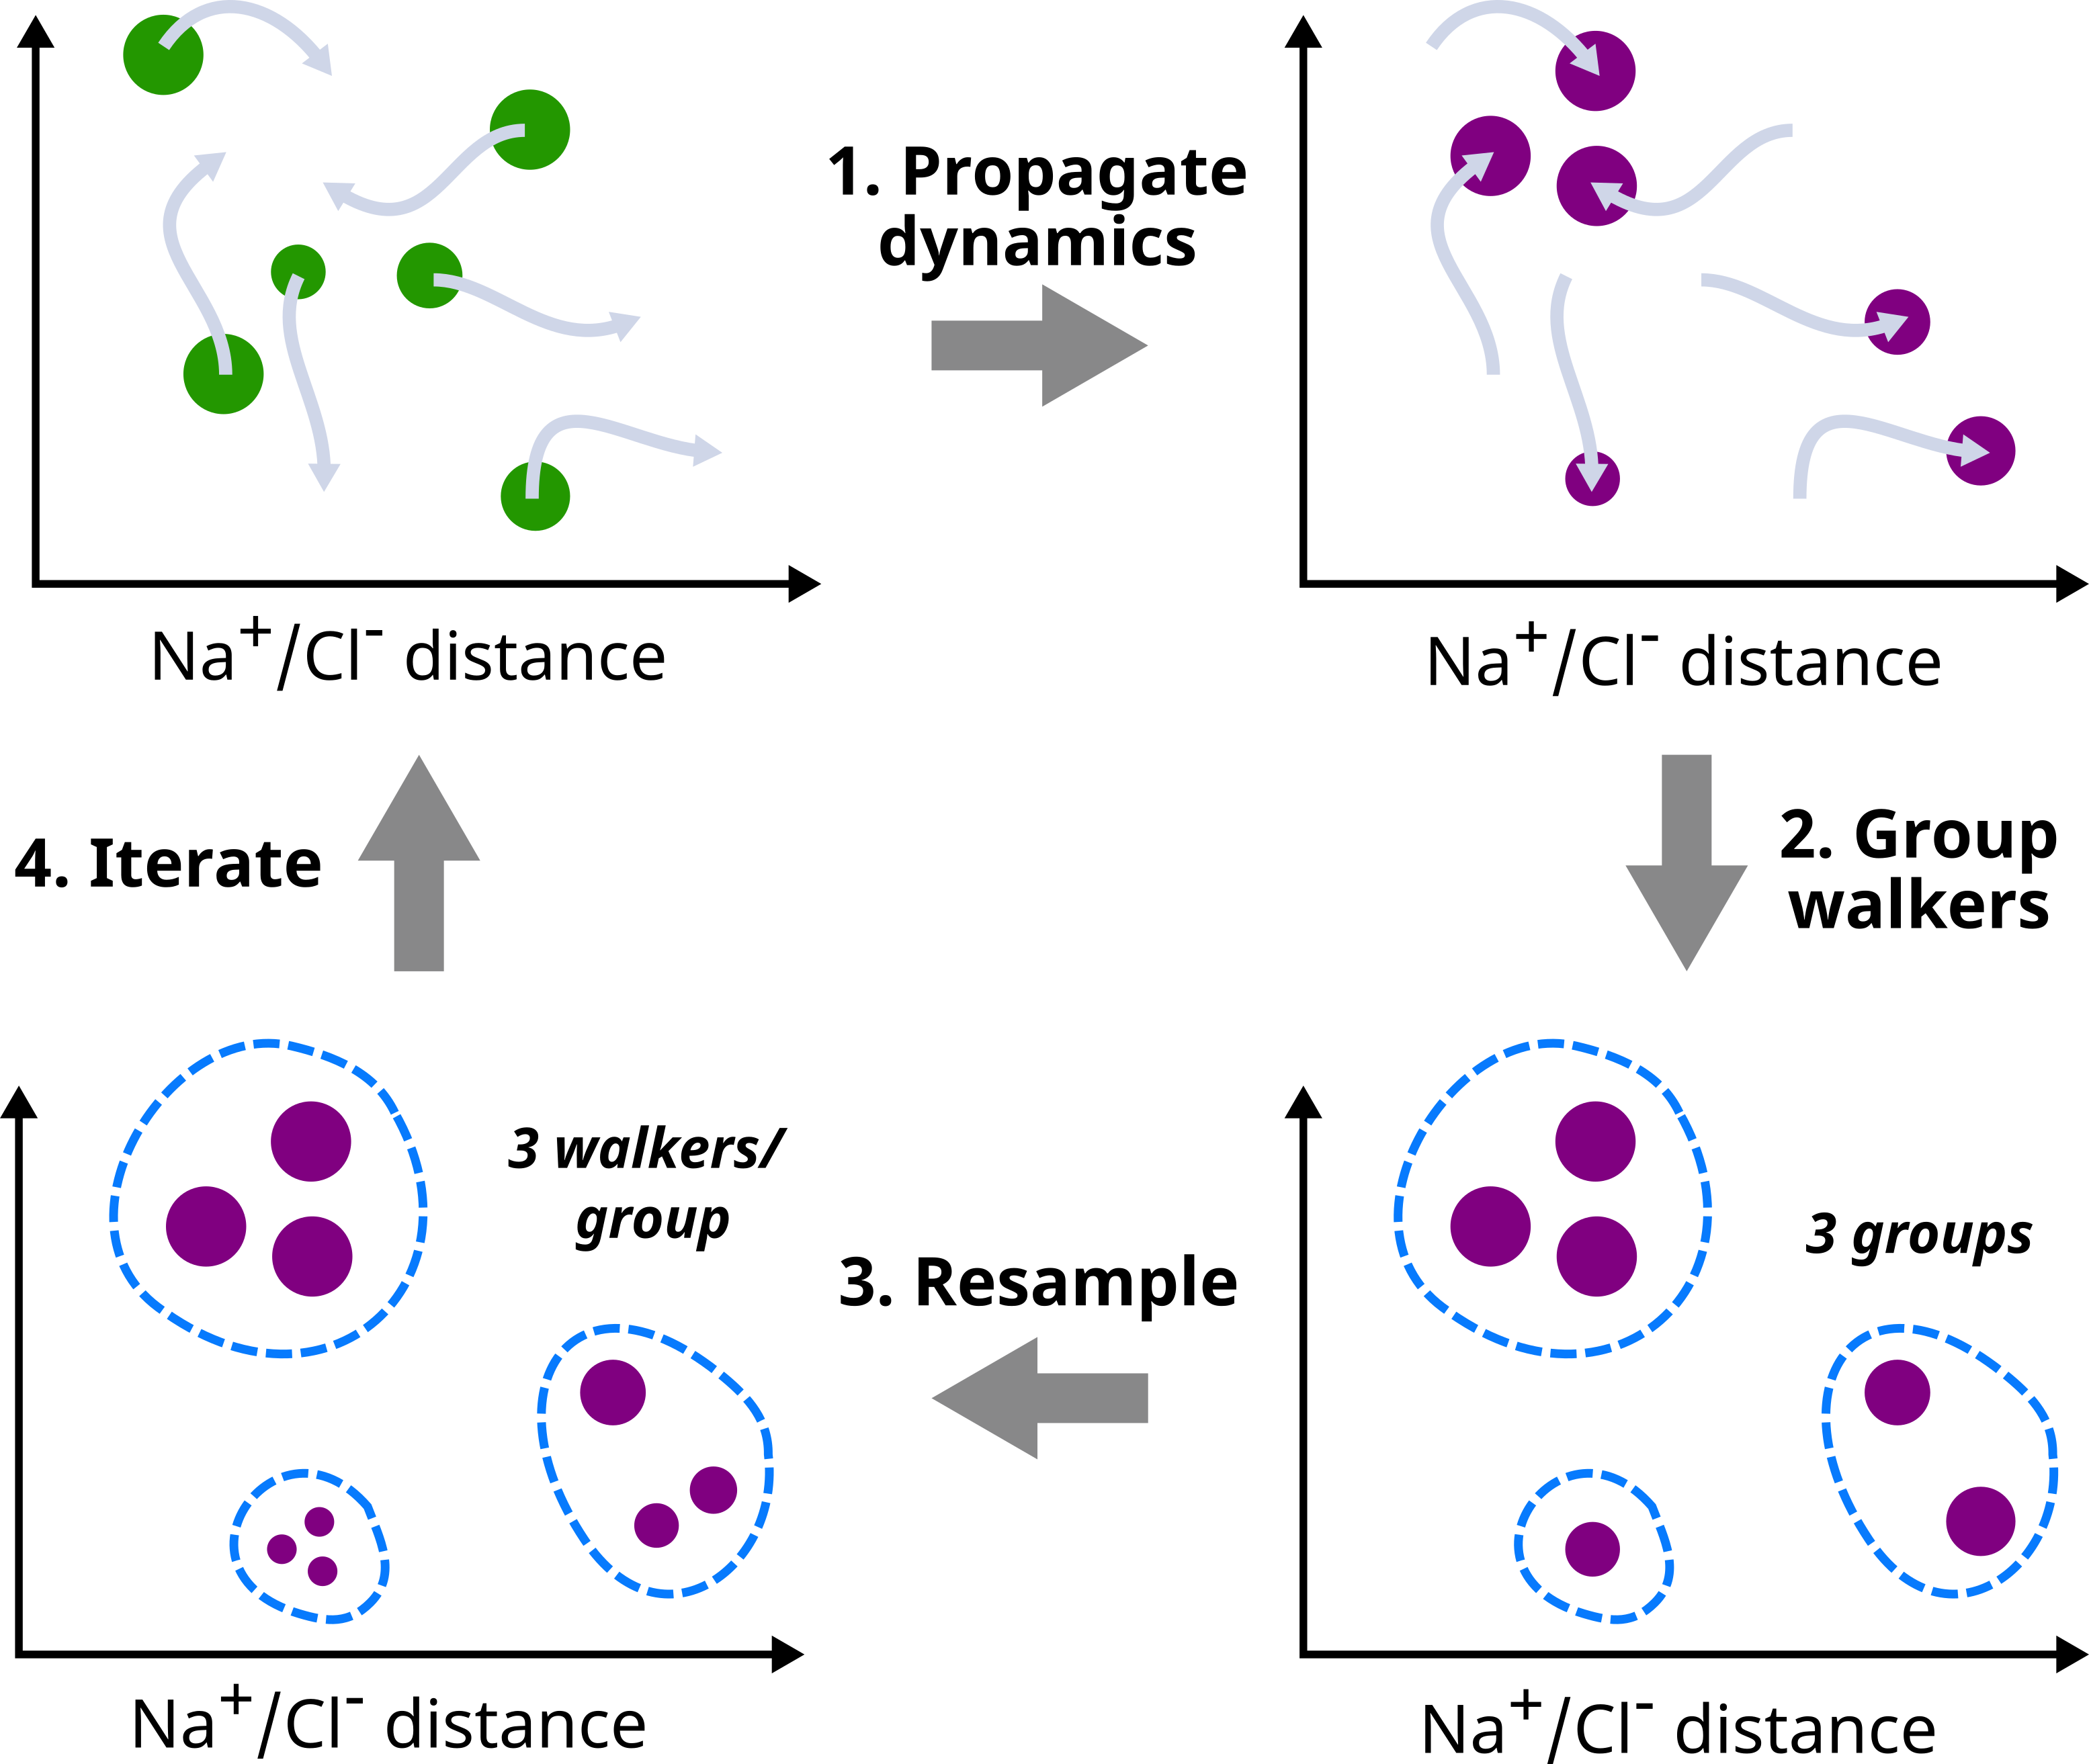 1. Propagate
dynamics
Na⁺/Cl⁻ distance
Na⁺/Cl⁻ distance
2. Group
walkers
4. Iterate
3 walkers/
group
3 groups
3. Resample
Na⁺/Cl⁻ distance
Na⁺/Cl⁻ distance